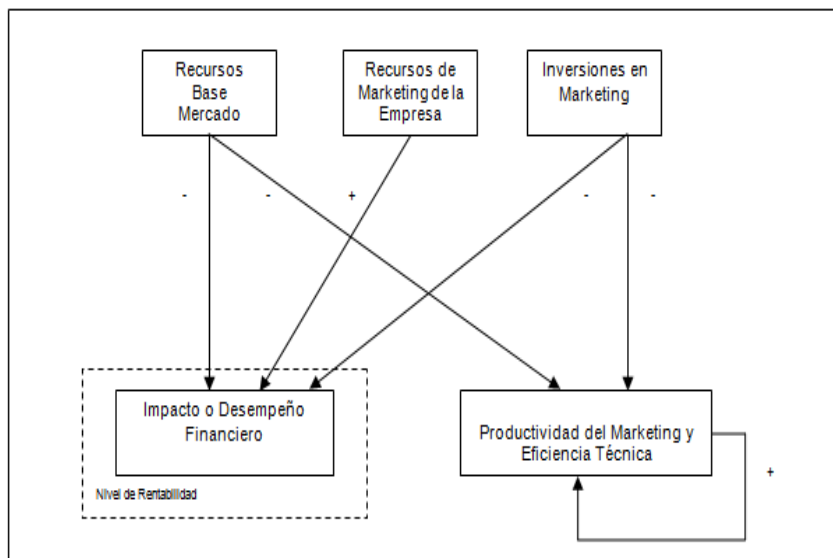 Recursos
Base
Mercado
Recursos de
Marketing de la
Empresa
Inversiones en
Marketing
-
-
+
-
-
Impacto o Desempeño
Financiero
Nivel de Rentabilidad
Productividad del Marketing y
Eficiencia Técnica
+